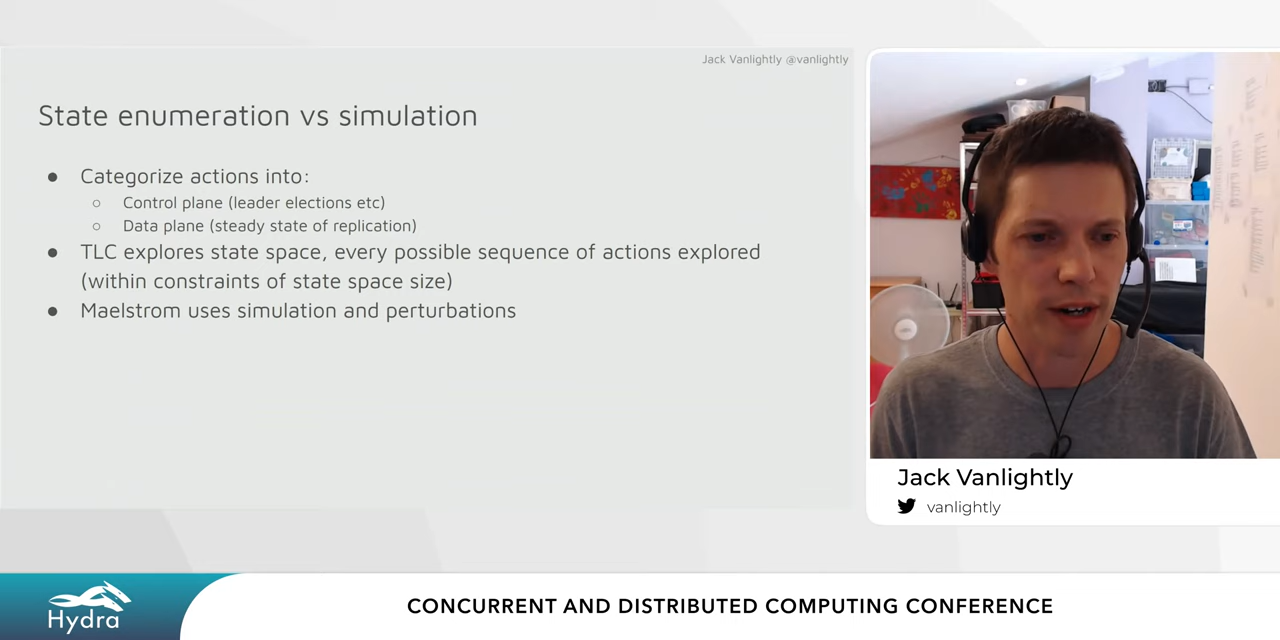 Jack Vanlightly @vanlightly
State enumeration vs simulation
● Categorize actions into:
○ Control plane (leader elections etc)
○ Data plane (steady state of replication)
● TLC explores state space, every possible sequence of actions explored
(within constraints of state space size)
● Maelstrom uses simulation and perturbations
Jack Vanlightly
vanlightly
Hydra
CONCURRENT AND DISTRIBUTED COMPUTING CONFERENCE